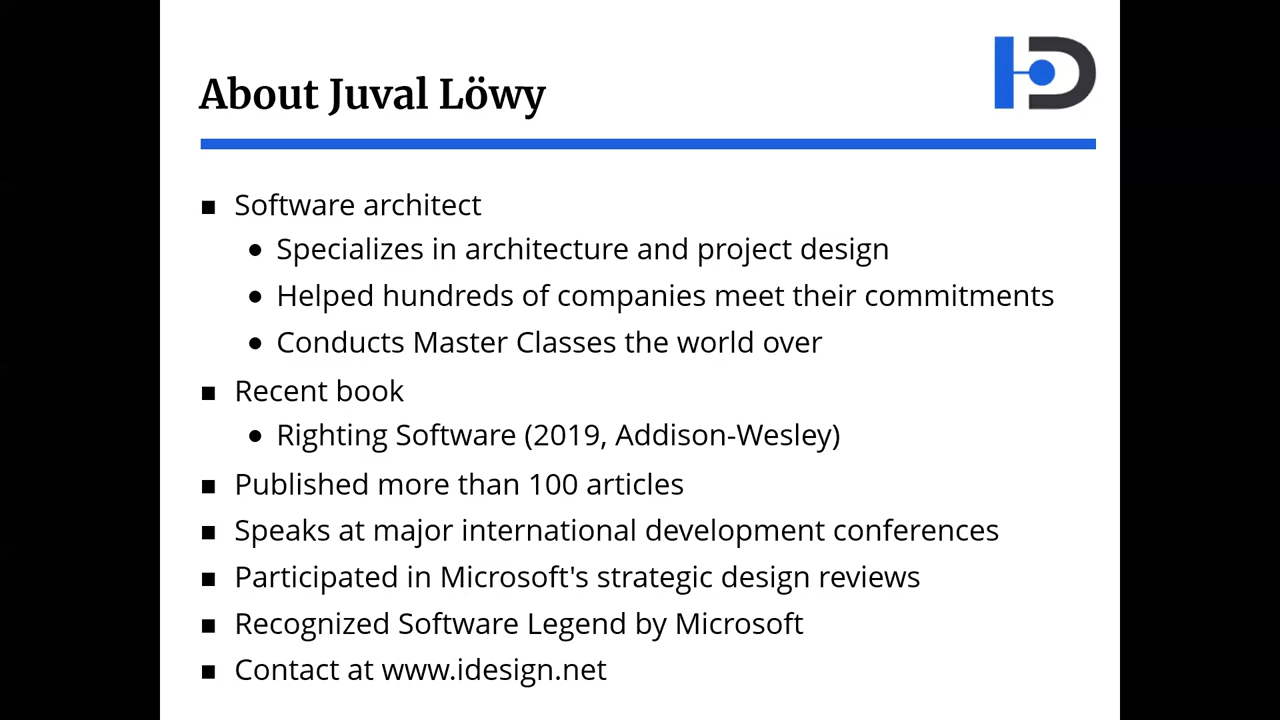 About Juval Löwy
Software architect
Specializes in architecture and project design
Helped hundreds of companies meet their commitments
Conducts Master Classes the world over
Recent book
Righting Software (2019, Addison-Wesley)
Published more than 100 articles
Speaks at major international development conferences
Participated in Microsoft's strategic design reviews
Recognized Software Legend by Microsoft
Contact at www.idesign.net